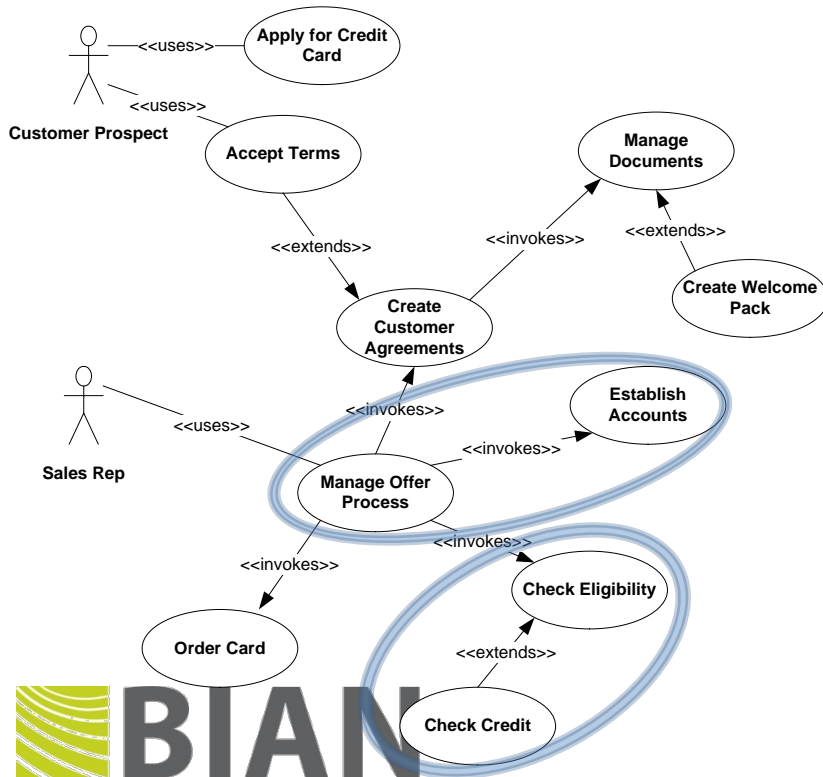 <<uses>>
Apply for Credit
Card
<<uses>>
Customer Prospect
Accept Terms
Manage
Documents
<<extends>>
<<invokes>>
<<extends>>
Create
Customer
Agreements
Create Welcome
Pack
<<invokes>>
Establish
Accounts
<<uses>>
Sales Rep
<<invokes>>
Manage Offer
Process
<<invokes>>
<<invokes>>
Check Eligibility
Order Card
<<extends>>
Check Credit
BIAN